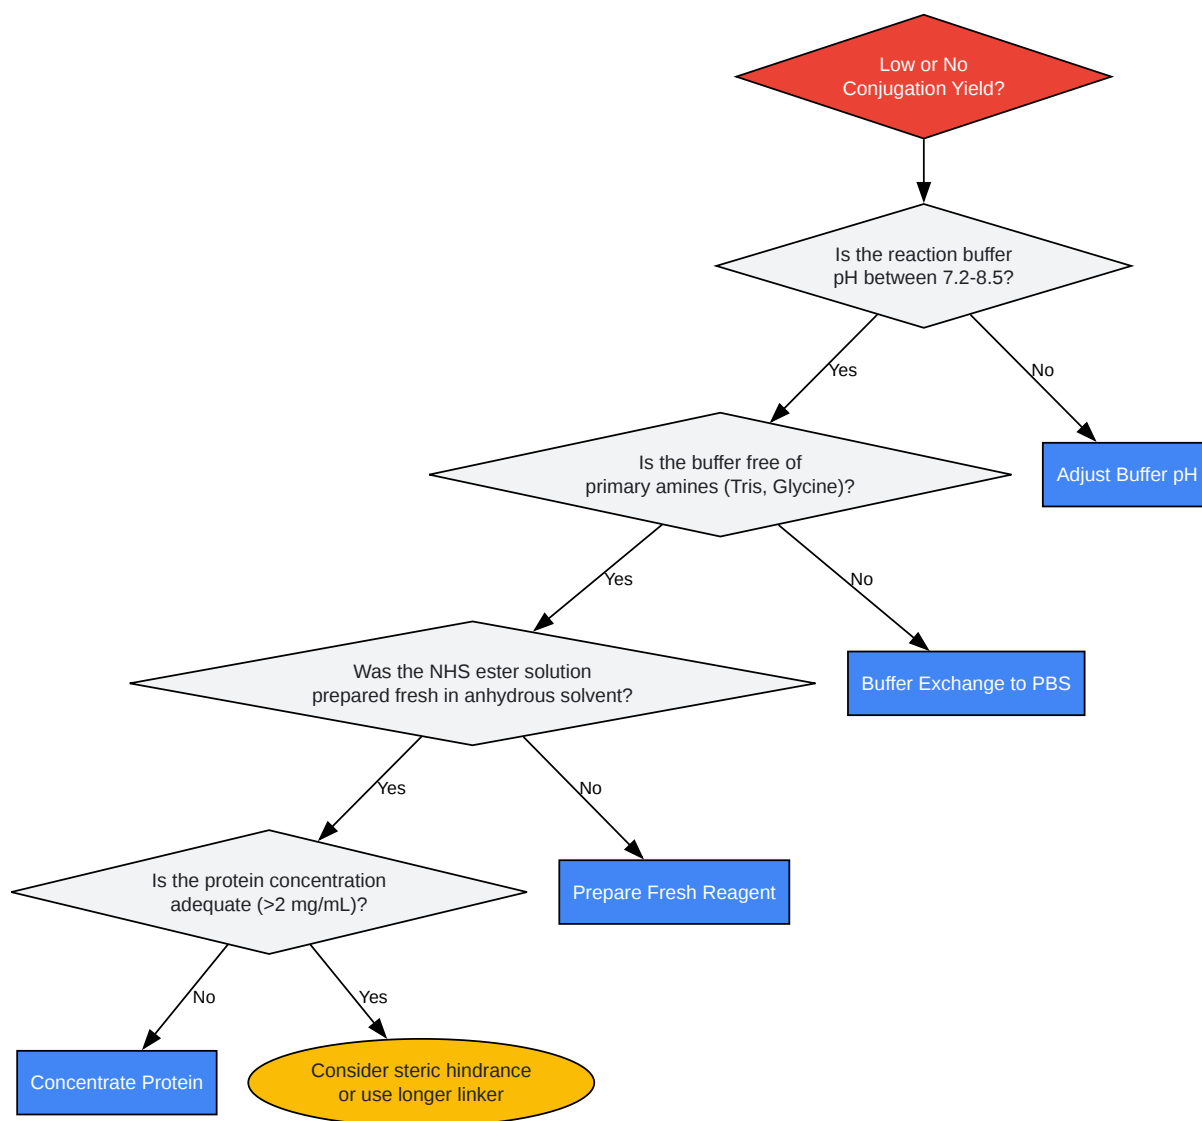 Low or No
Conjugation Yield?
Is the reaction buffer
pH between 7.2-8.5?
Yes
No
Is the buffer free of
primary amines (Tris, Glycine)?
Adjust Buffer pH
Yes
No
Was the NHS ester solution
prepared fresh in anhydrous solvent?
Buffer Exchange to PBS
Yes
No
Is the protein concentration
adequate (>2 mg/mL)?
Prepare Fresh Reagent
No
Yes
Concentrate Protein
Consider steric hindrance
or use longer linker